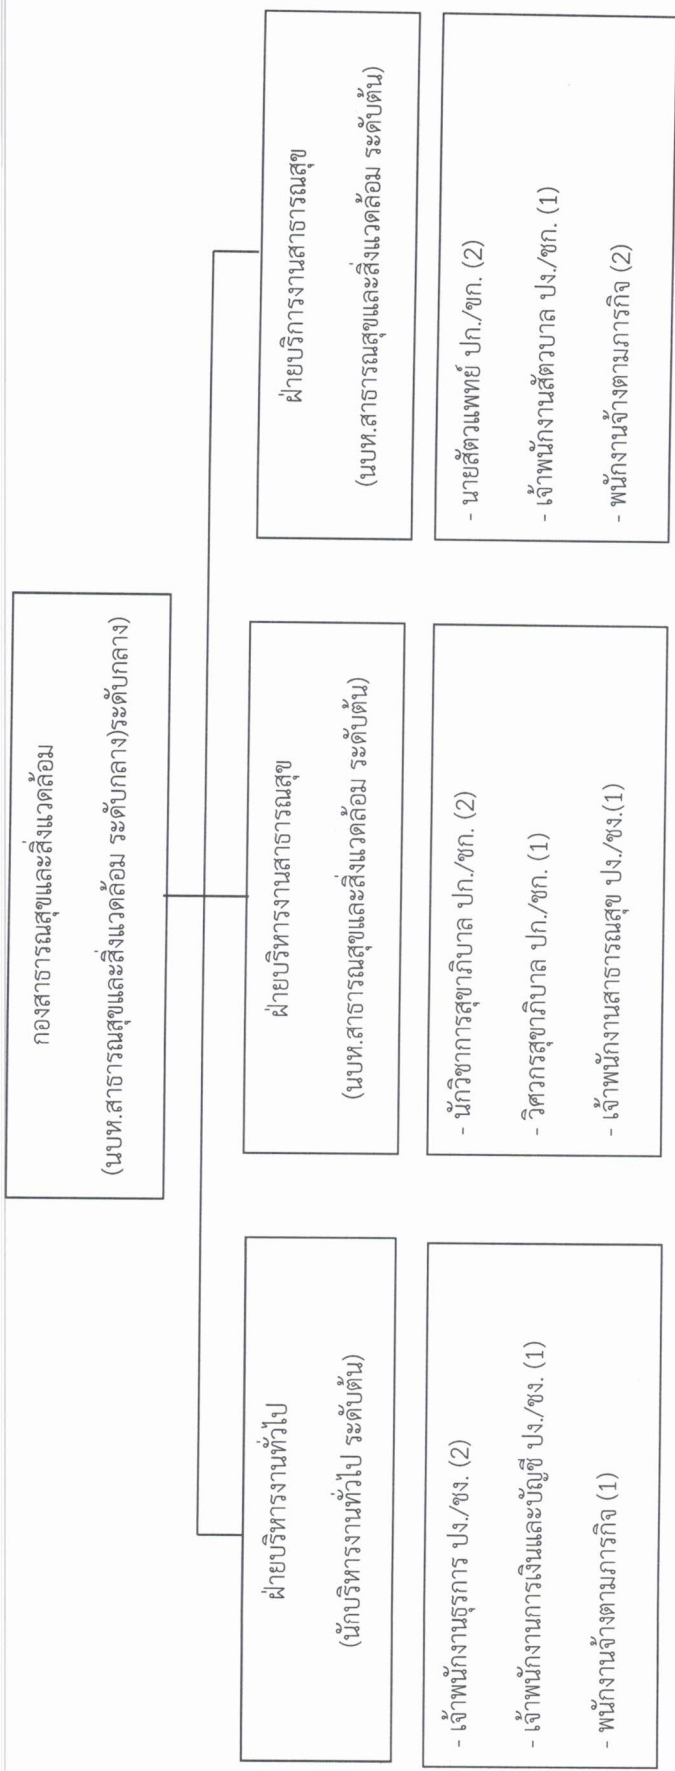 กองสาธารณสุขและสิ่งแวดล้อม
(นบห.สาธารณสุขและสิ่งแวดล้อม ระดับกลาง)ระดับกลาง)
ฝ่ายบริหารงานทั่วไป
(นักบริหารงานทั่วไป ระดับต้น)
- เจ้าพนักงานธุรการ ปง./ชง. (2)
- เจ้าพนักงานการเงินและบัญชี ปง./ชง. (1)
- พนักงานจ้างตามภารกิจ (1)
ฝ่ายบริหารงานสาธารณสุข
(นบห.สาธารณสุขและสิ่งแวดล้อม ระดับต้น)
- นักวิชาการสุขาภิบาล ปก./ชก. (2)
- วิศวกรสุขาภิบาล ปก./ชก. (1)
- เจ้าพนักงานสาธารณสุข ปง./ชง.(1)
ฝ่ายบริการงานสาธารณสุข
(นบห.สาธารณสุขและสิ่งแวดล้อม ระดับต้น)
- นายสัตวแพทย์ ปก./ชก. (2)
- เจ้าพนักงานสัตวบาล ปง./ชก. (1)
- พนักงานจ้างตามภารกิจ (2)